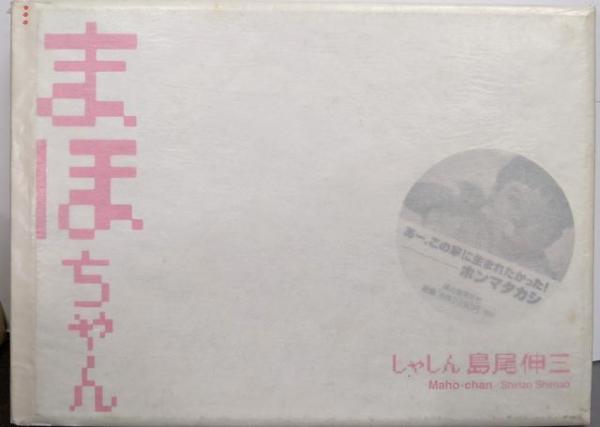 まほちゃん
あー、この家に生まれたかった!
ホンマタカシ
しゃしん 島尾伸三
Maho-chan / Shinzo Shimao